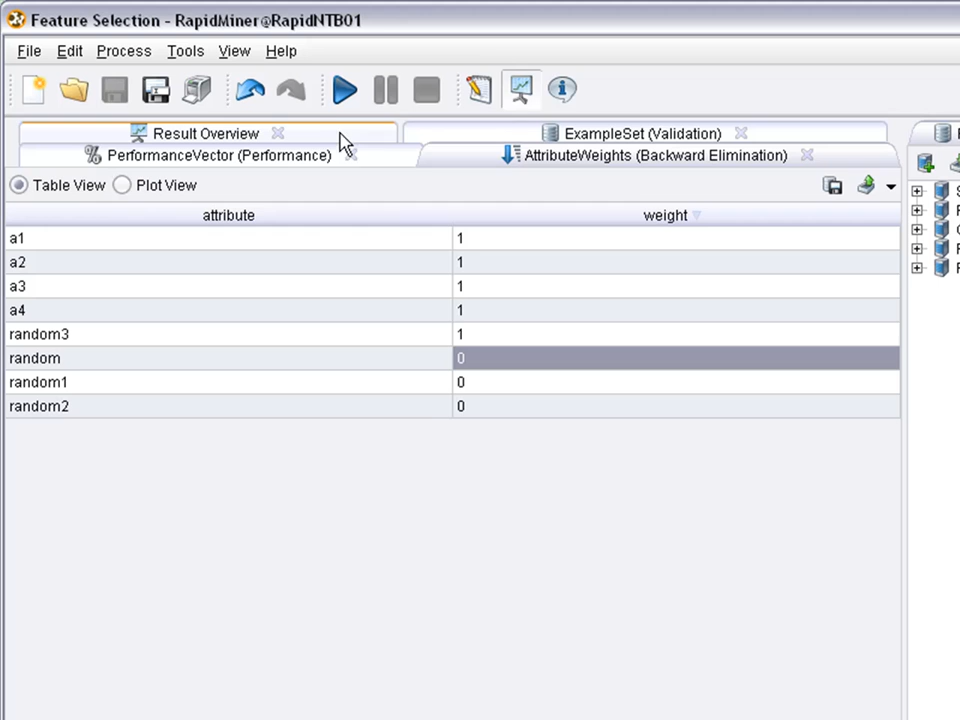 Feature Selection - RapidMiner@RapidNTB01
File Edit Process Tools View Help
Result Overview ExampleSet (Validation)
PerformanceVector (Performance) AttributeWeights (Backward Elimination)
Table View Plot View
attribute weight
a1 1
a2 1
a3 1
a4 1
random3 1
random 0
random1 0
random2 0